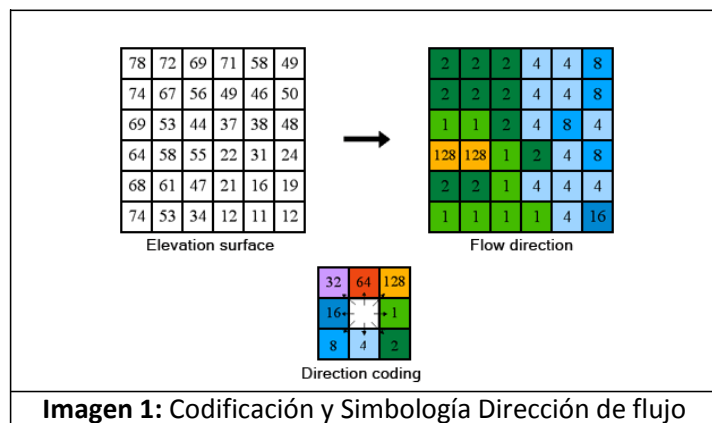 78 72 69 71 58 49
74 67 56 49 46 50
69 53 44 37 38 48
64 58 55 22 31 24
68 61 47 21 16 19
74 53 34 12 11 12
Elevation surface
2 2 2 4 4 8
2 2 2 4 4 8
1 1 2 4 8 4
128 128 1 2 4 8
2 2 1 4 4 4
1 1 1 1 4 16
Flow direction
32 64 128
16 1
8 4 2
Direction coding
Imagen 1: Codificación y Simbología Dirección de flujo